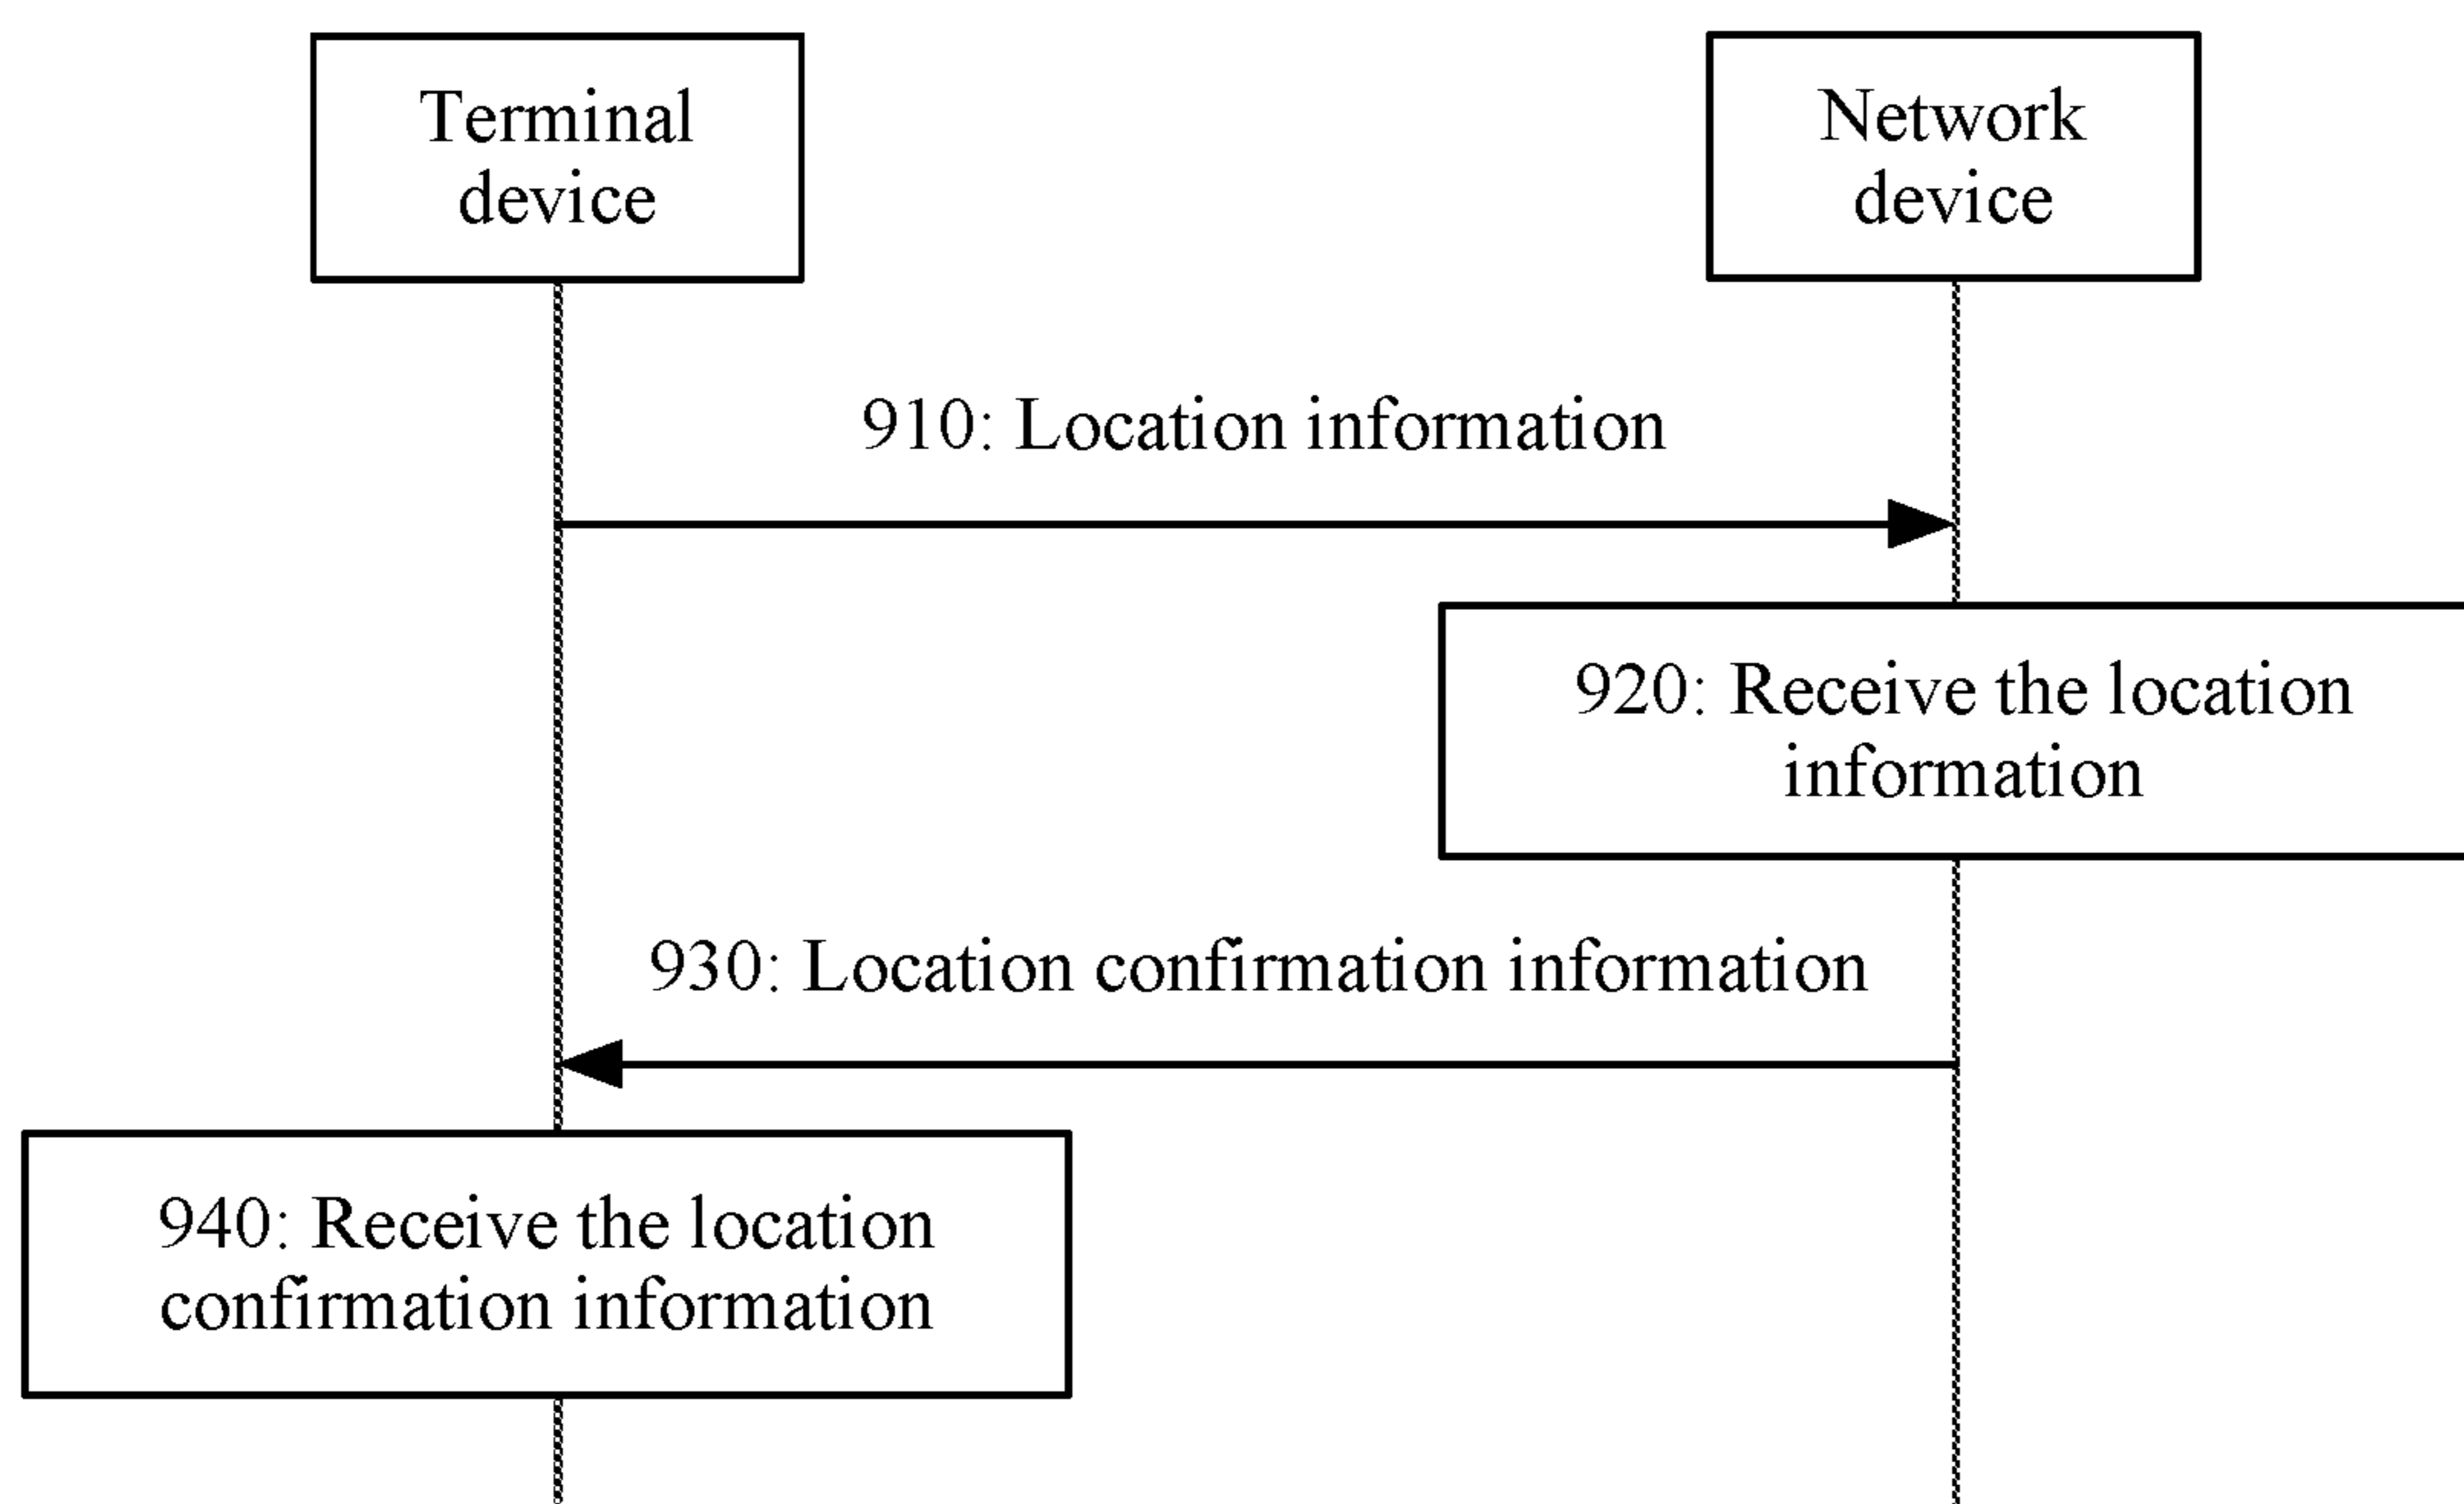 Terminal
device
Network
device
910: Location information
920: Receive the location
information
930: Location confirmation information
940: Receive the location
confirmation information